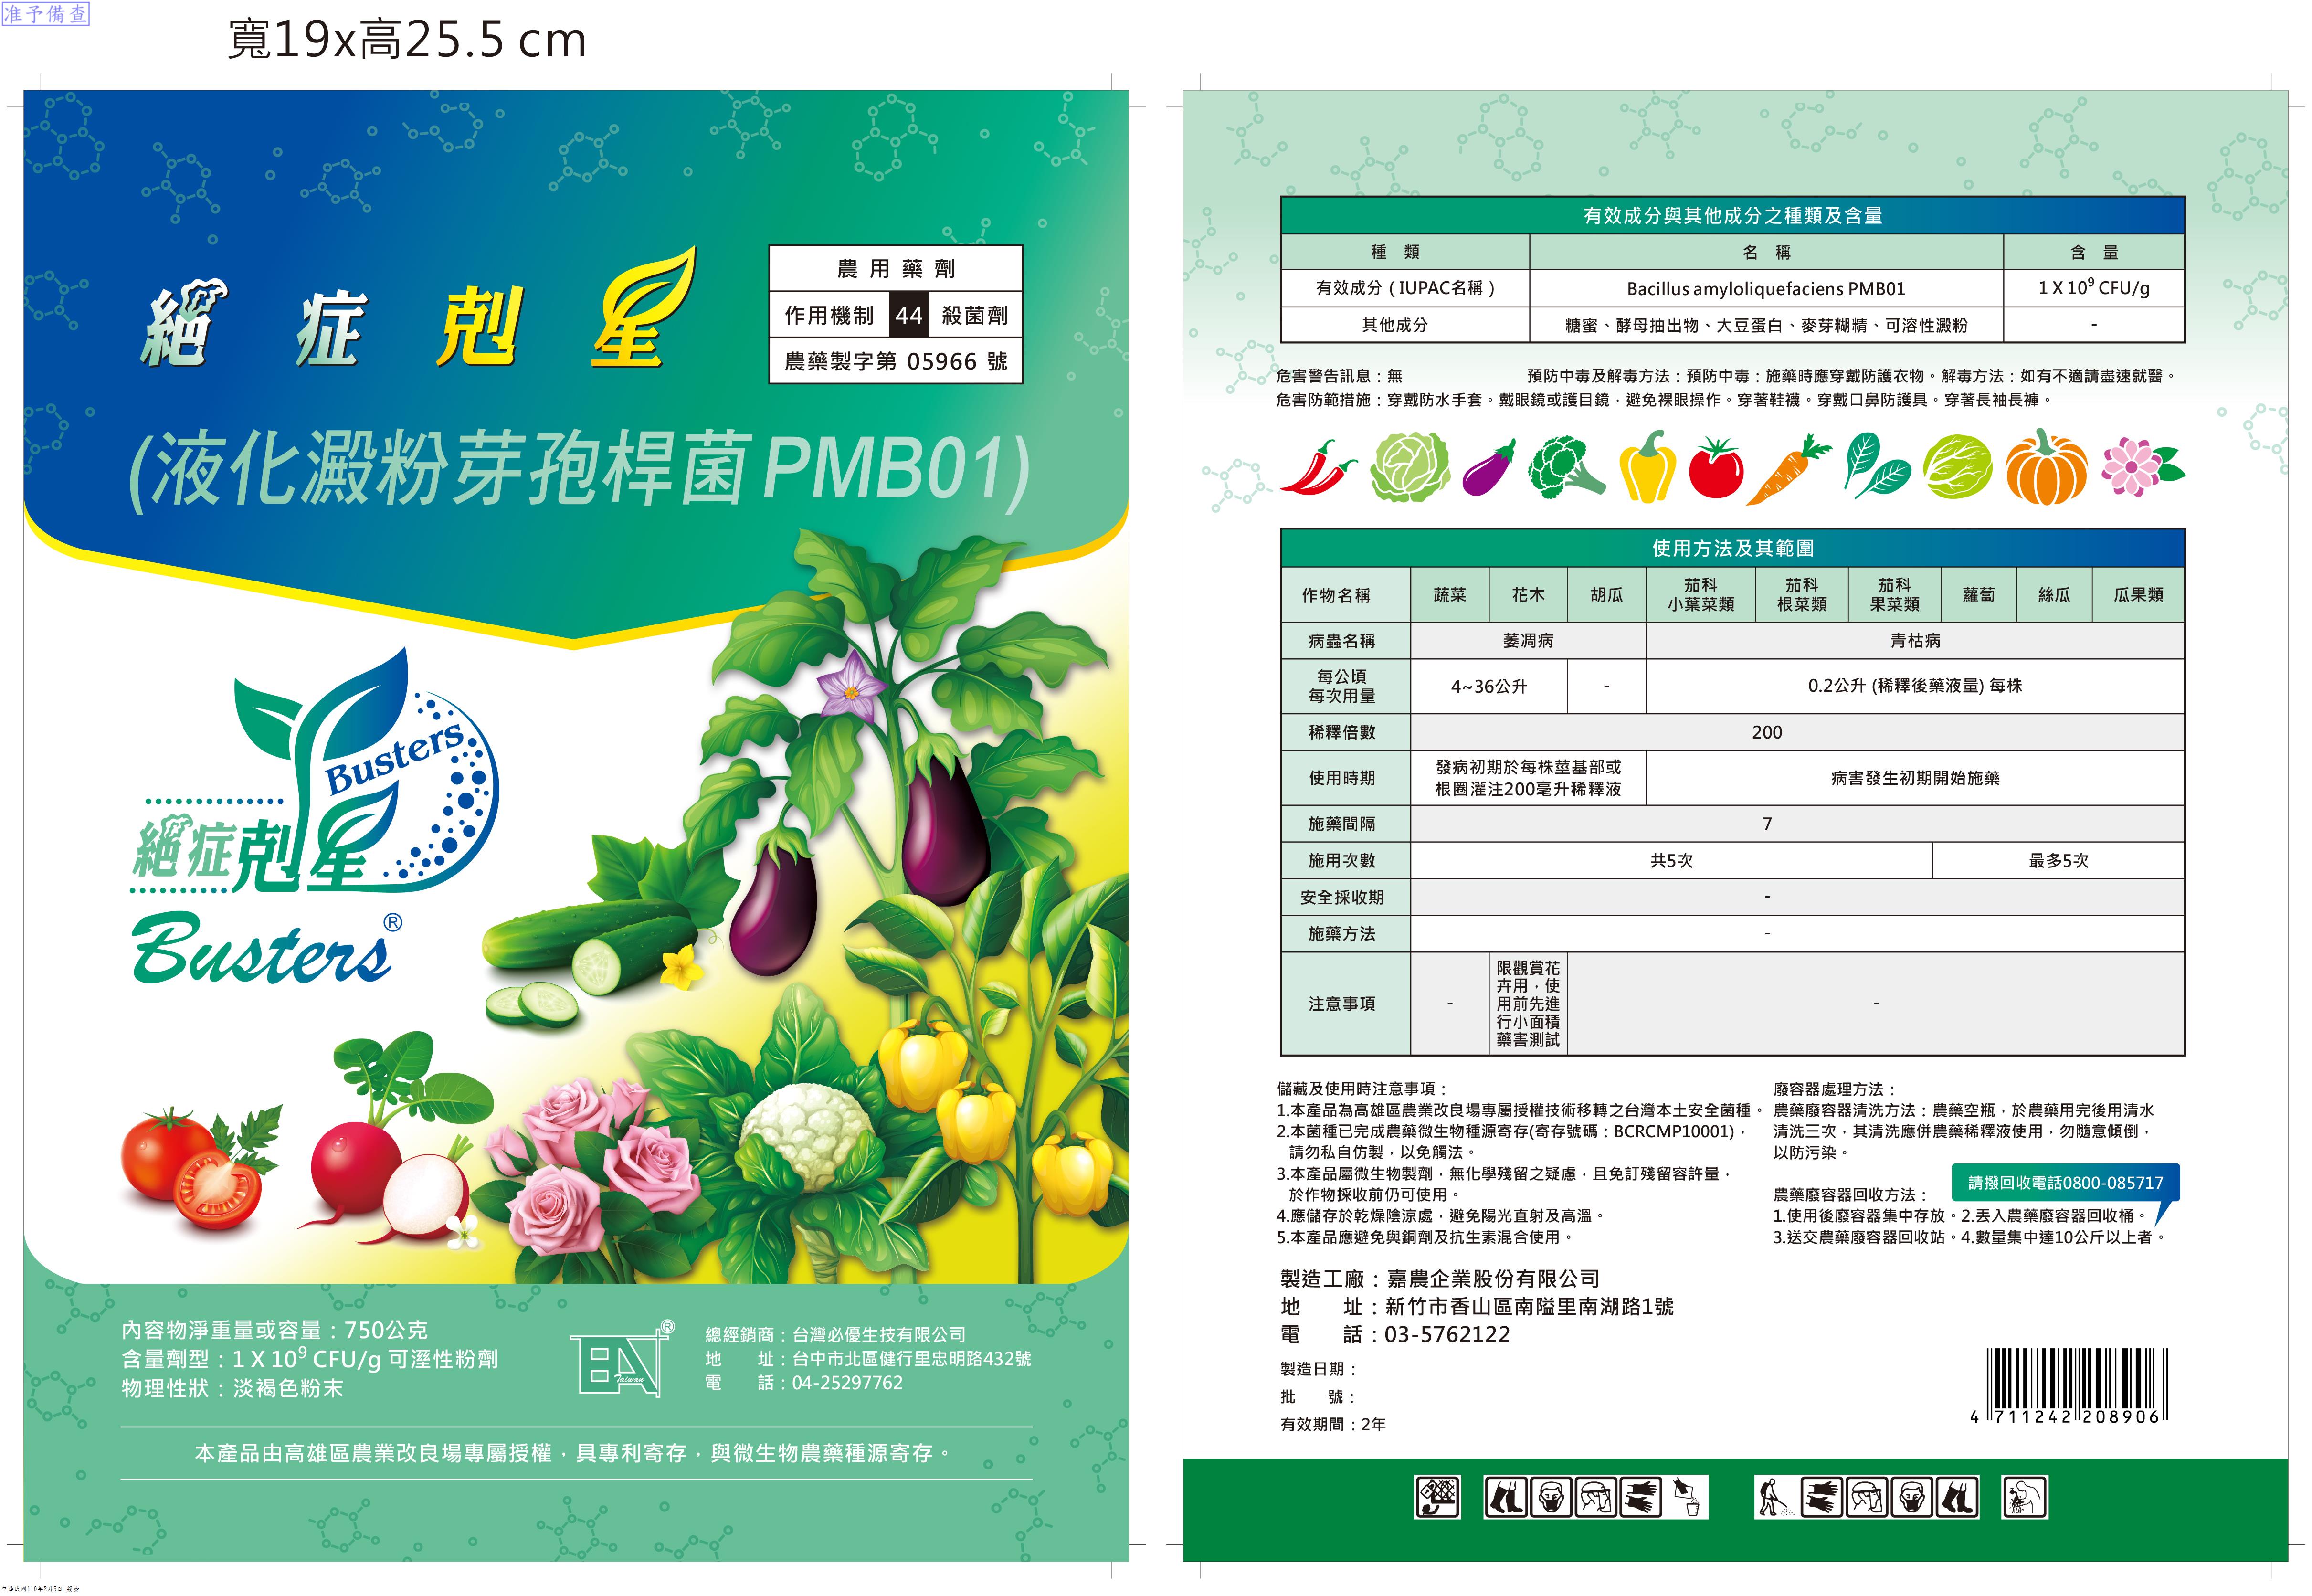 准予備查
寬19x高25.5 cm
絕症剋星
農用藥劑
作用機制 44 殺菌劑
農藥製字第 05966 號
(液化澱粉芽孢桿菌PMB01)
Busters
絕症剋星
Busters®
內容物淨重量或容量：750公克
含量劑型：1 X 10⁹ CFU/g 可溼性粉劑
物理性狀：淡褐色粉末
®
Taiwan
總經銷商：台灣必優生技有限公司
地　　址：台中市北區健行里忠明路432號
電　　話：04-25297762
本產品由高雄區農業改良場專屬授權，具專利寄存，與微生物農藥種源寄存。
有效成分與其他成分之種類及含量
種 類 名 稱 含 量
有效成分 ( IUPAC名稱 ) Bacillus amyloliquefaciens PMB01 1 X 10⁹ CFU/g
其他成分 糖蜜、酵母抽出物、大豆蛋白、麥芽糊精、可溶性澱粉 -
危害警告訊息：無 預防中毒及解毒方法：預防中毒：施藥時應穿戴防護衣物。解毒方法：如有不適請盡速就醫。
危害防範措施：穿戴防水手套。戴眼鏡或護目鏡，避免裸眼操作。穿著鞋襪。穿戴口鼻防護具。穿著長袖長褲。
使用方法及其範圍
作物名稱 蔬菜 花木 胡瓜 茄科小葉菜類 茄科根菜類 茄科果菜類 蘿蔔 絲瓜 瓜果類
病蟲名稱 萎凋病 青枯病
每公頃每次用量 4~36公升 - 0.2公升 (稀釋後藥液量) 每株
稀釋倍數 200
使用時期 發病初期於每株莖基部或根圈灌注200毫升稀釋液 病害發生初期開始施藥
施藥間隔 7
施用次數 共5次 最多5次
安全採收期 -
施藥方法 -
注意事項 - 限觀賞花卉用，使用前先進行小面積藥害測試 -
儲藏及使用時注意事項：
1.本產品為高雄區農業改良場專屬授權技術移轉之台灣本土安全菌種。
2.本菌種已完成農藥微生物種源寄存(寄存號碼：BCRCMP10001)，
請勿私自仿製，以免觸法。
3.本產品屬微生物製劑，無化學殘留之疑慮，且免訂殘留容許量，
於作物採收前仍可使用。
4.應儲存於乾燥陰涼處，避免陽光直射及高溫。
5.本產品應避免與銅劑及抗生素混合使用。
廢容器處理方法：
農藥廢容器清洗方法：農藥空瓶，於農藥用完後用清水
清洗三次，其清洗應併農藥稀釋液使用，勿隨意傾倒，
以防污染。
請撥回收電話0800-085717
農藥廢容器回收方法：
1.使用後廢容器集中存放。2.丟入農藥廢容器回收桶。
3.送交農藥廢容器回收站。4.數量集中達10公斤以上者。
製造工廠：嘉農企業股份有限公司
地　　址：新竹市香山區南隘里南湖路1號
電　　話：03-5762122
製造日期：
批　　號：
有效期間：2年
4 711242 208906
中華民國110年2月5日 簽發